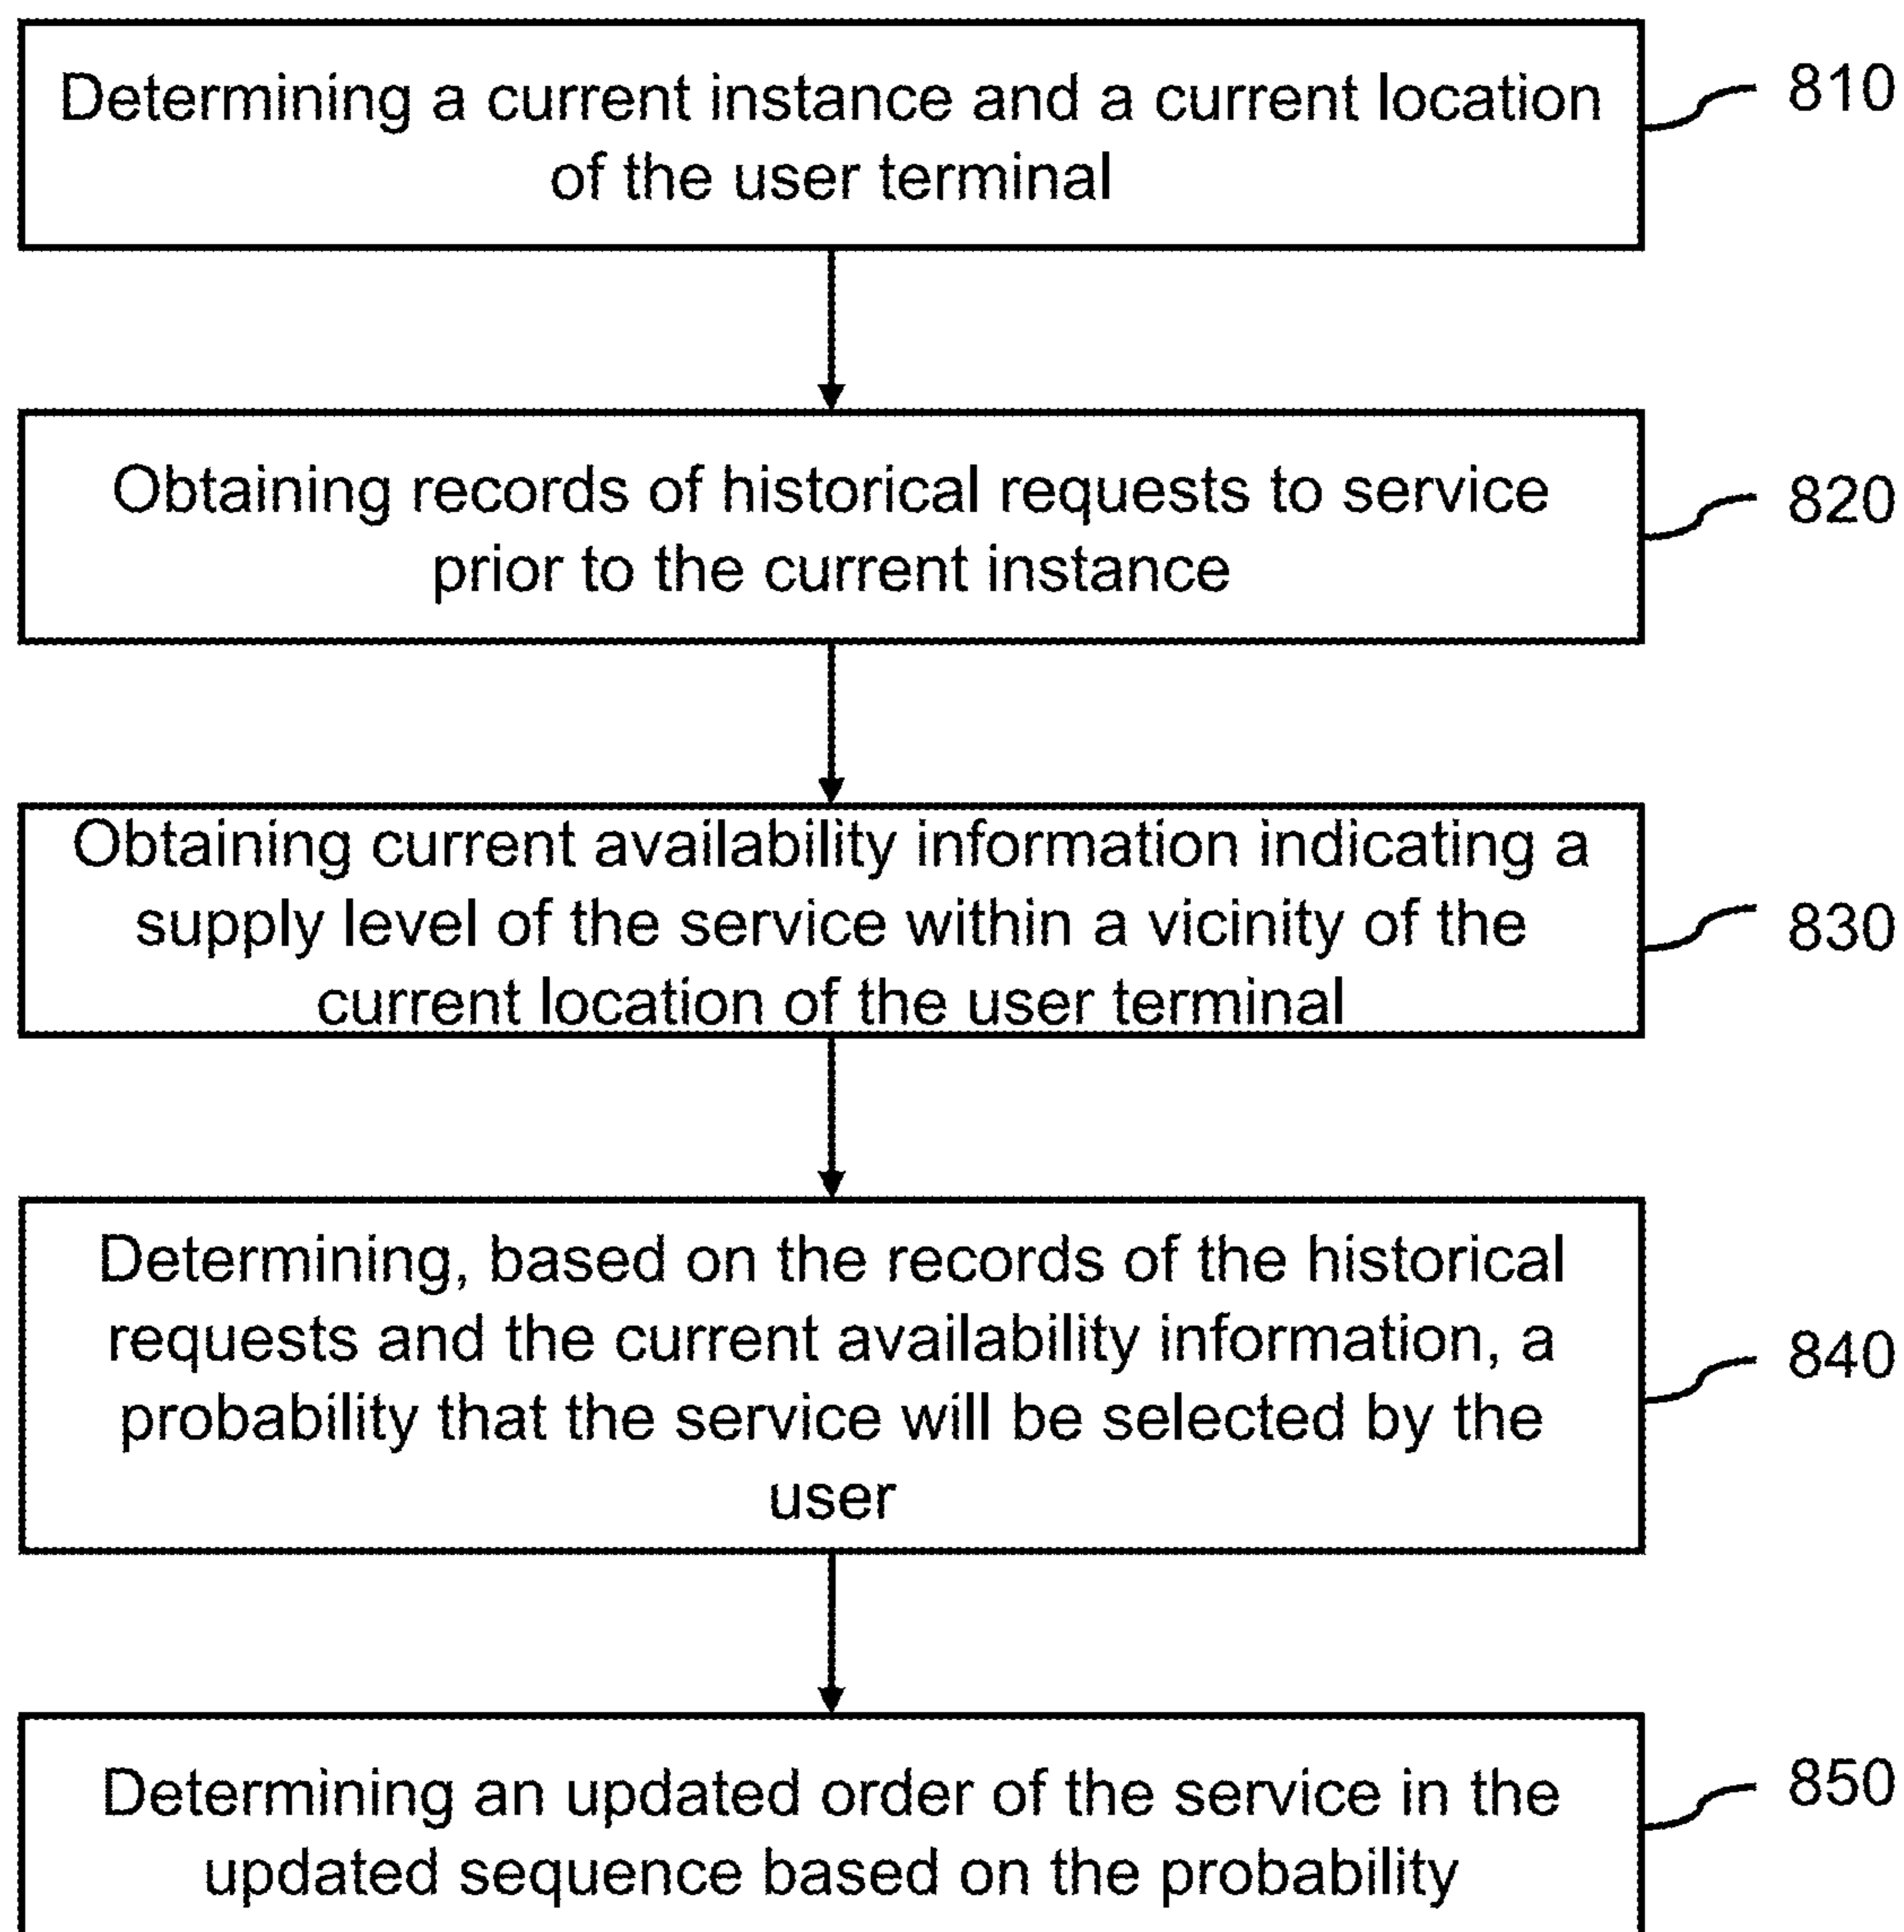 Determining a current instance and a current location
of the user terminal
810
Obtaining records of historical requests to service
prior to the current instance
820
Obtaining current availability information indicating a
supply level of the service within a vicinity of the
current location of the user terminal
830
Determining, based on the records of the historical
requests and the current availability information, a
probability that the service will be selected by the
user
840
Determining an updated order of the service in the
updated sequence based on the probability
850